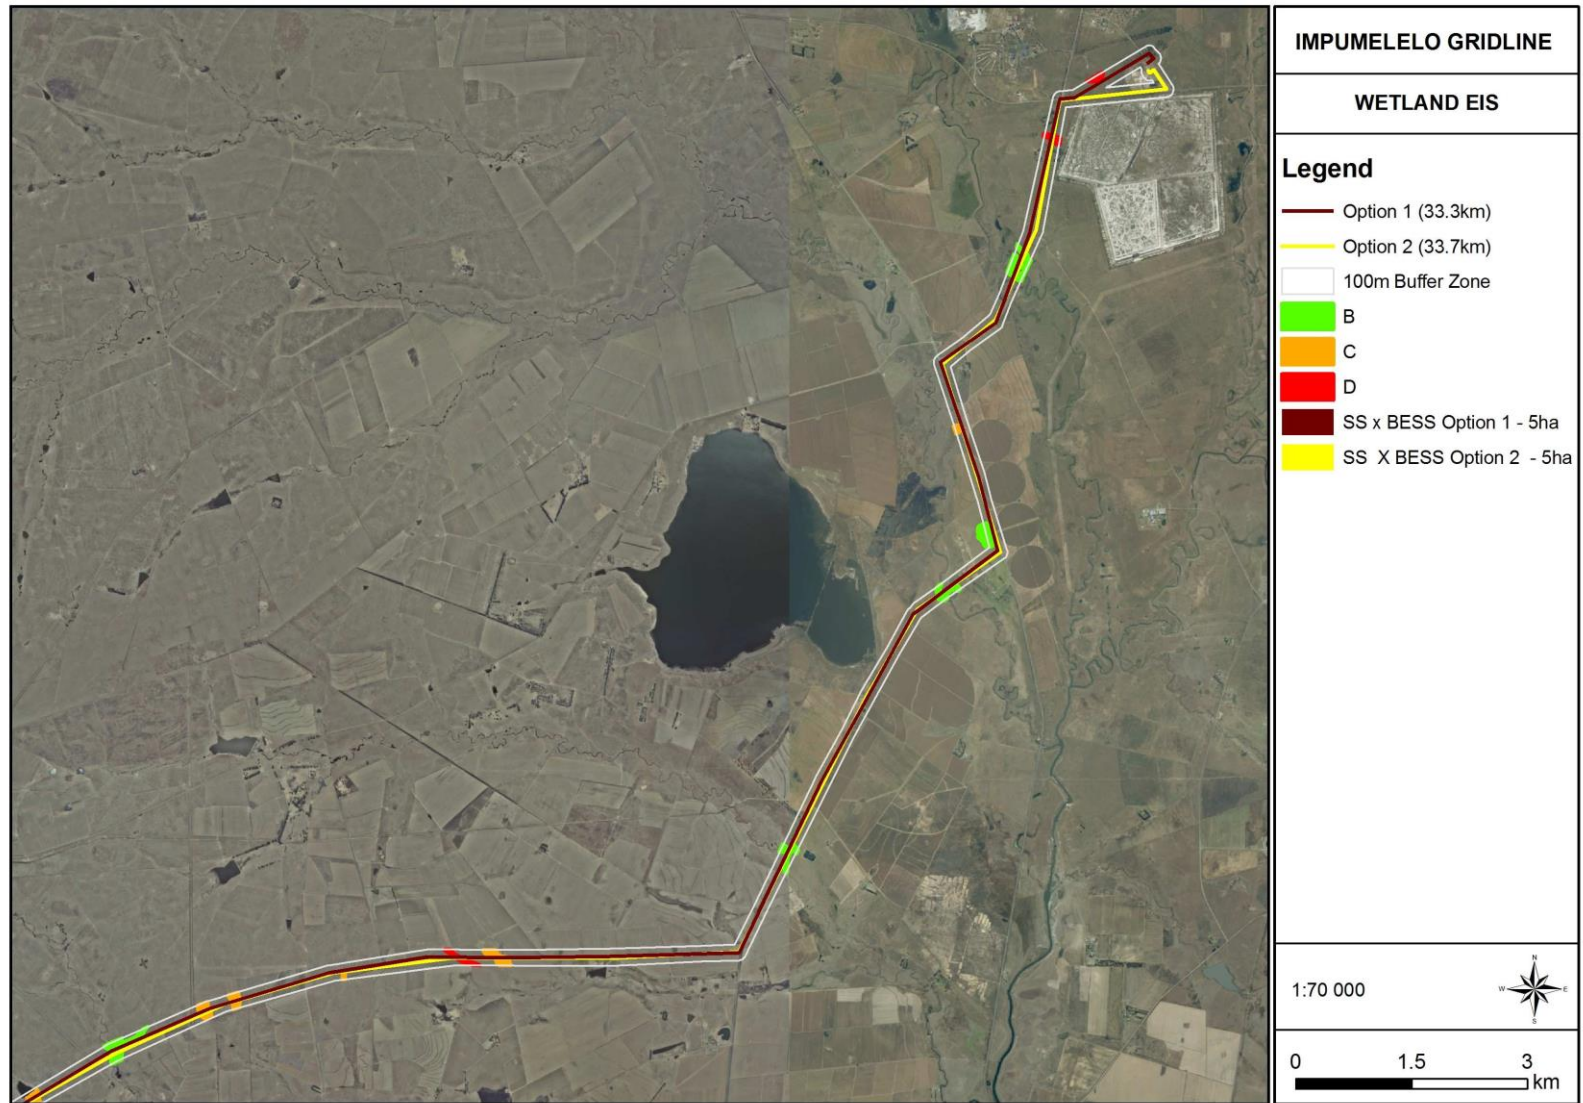 IMPUMELELO GRIDLINE
WETLAND EIS
Legend
Option 1 (33.3km)
Option 2 (33.7km)
100m Buffer Zone
B
C
D
SS x BESS Option 1 - 5ha
SS X BESS Option 2 - 5ha
1:70 000
N
W E
S
0 1.5 3
km